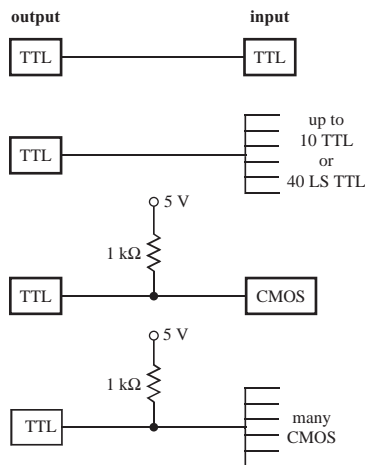 output input
TTL TTL
TTL
up to
10 TTL
or
40 LS TTL
5 V
1 kΩ
TTL CMOS
5 V
1 kΩ
TTL
many
CMOS